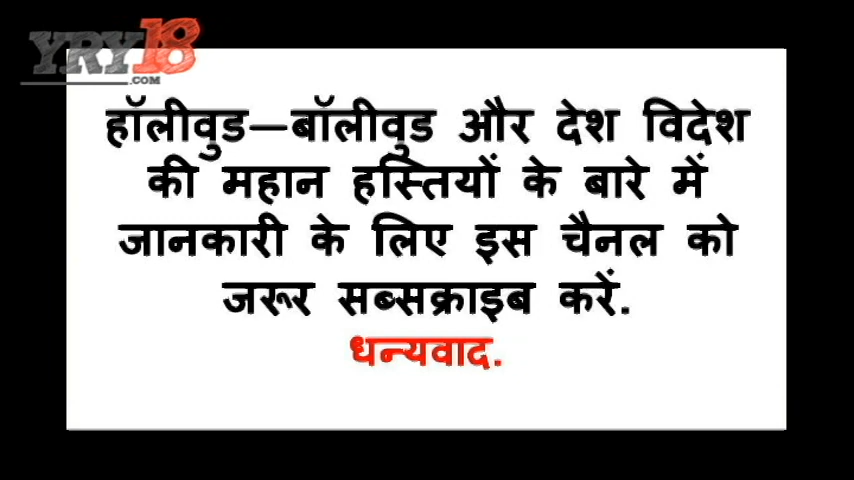 YRY18
.COM
हॉलीवुड–बॉलीवुड और देश विदेश
की महान हस्तियों के बारे में
जानकारी के लिए इस चैनल को
जरूर सब्सक्राइब करें.
धन्यवाद.